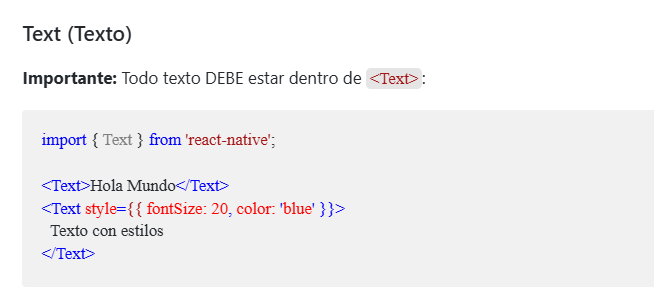 Text (Texto)
Importante: Todo texto DEBE estar dentro de <Text>:
import { Text } from 'react-native';
<Text>Hola Mundo</Text>
<Text style={{ fontSize: 20, color: 'blue' }}>
Texto con estilos
</Text>